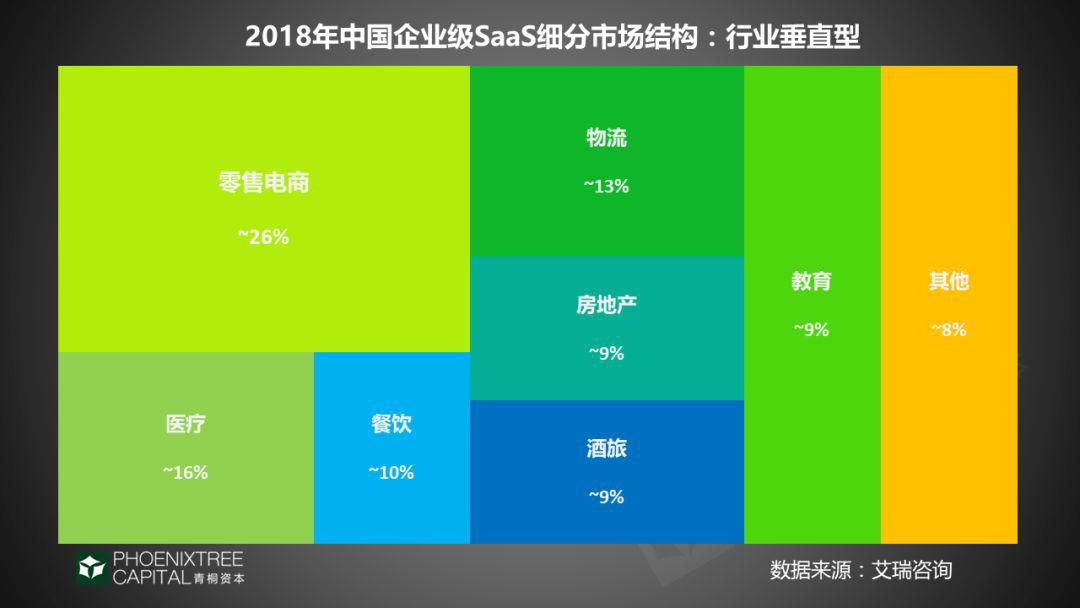 2018年中国企业级SaaS细分市场结构：行业垂直型
零售电商
~26%
医疗
~16%
餐饮
~10%
物流
~13%
房地产
~9%
酒旅
~9%
教育
~9%
其他
~8%
PHOENIXTREE
CAPITAL青桐资本
数据来源：艾瑞咨询